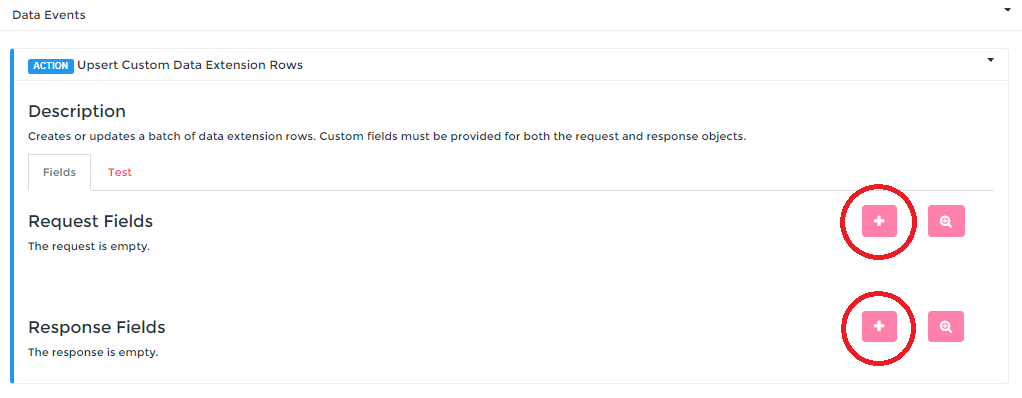 Data Events
ACTION Upsert Custom Data Extension Rows
Description
Creates or updates a batch of data extension rows. Custom fields must be provided for both the request and response objects.
Fields Test
Request Fields
The request is empty.
Response Fields
The response is empty.